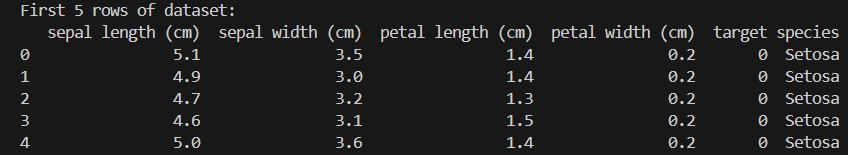 First 5 rows of dataset:
sepal length (cm) sepal width (cm) petal length (cm) petal width (cm) target species
0 5.1 3.5 1.4 0.2 0 Setosa
1 4.9 3.0 1.4 0.2 0 Setosa
2 4.7 3.2 1.3 0.2 0 Setosa
3 4.6 3.1 1.5 0.2 0 Setosa
4 5.0 3.6 1.4 0.2 0 Setosa